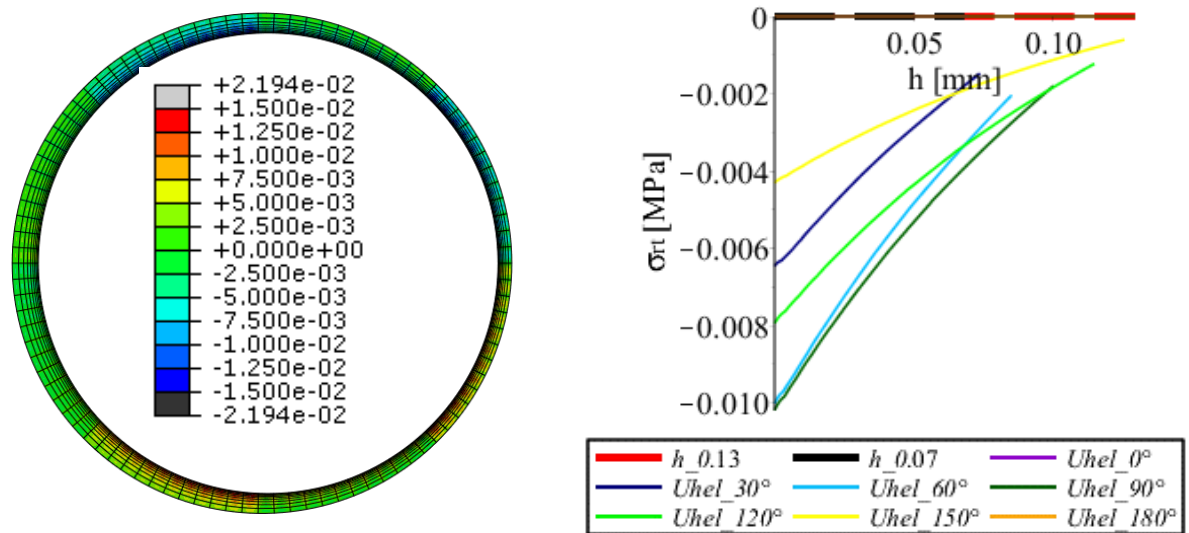 +2.194e-02
+1.500e-02
+1.250e-02
+1.000e-02
+7.500e-03
+5.000e-03
+2.500e-03
+0.000e+00
-2.500e-03
-5.000e-03
-7.500e-03
-1.000e-02
-1.250e-02
-1.500e-02
-2.194e-02
0
0.05 0.10
h [mm]
−0.002
−0.004
−0.006
−0.008
−0.010
σrt [MPa]
h_0.13 h_0.07 Uhel_0°
Uhel_30° Uhel_60° Uhel_90°
Uhel_120° Uhel_150° Uhel_180°